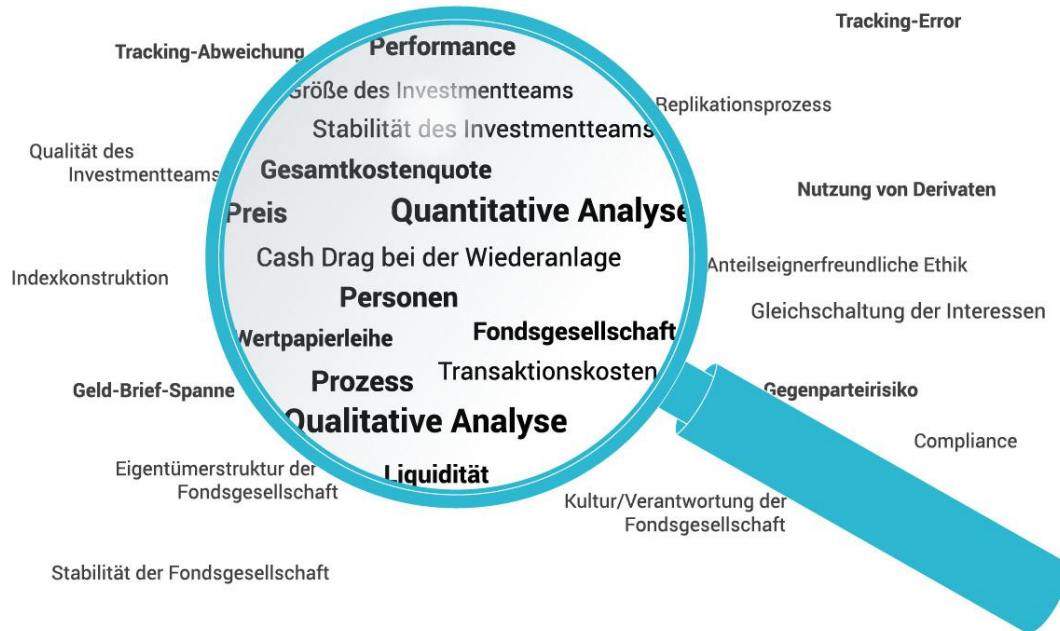 Tracking-Error
Performance
Tracking-Abweichung
Größe des Investmentteams
Replikationsprozess
Stabilität des Investmentteams
Qualität des
Investmentteams
Gesamtkostenquote
Nutzung von Derivaten
Preis
Quantitative Analyse
Cash Drag bei der Wiederanlage
Anteilseignerfreundliche Ethik
Indexkonstruktion
Personen
Gleichschaltung der Interessen
Wertpapierleihe
Fondsgesellschaft
Transaktionskosten
Prozess
Geld-Brief-Spanne
Gegenparteirisiko
Qualitative Analyse
Compliance
Eigentümerstruktur der
Fondsgesellschaft
Liquidität
Kultur/Verantwortung der
Fondsgesellschaft
Stabilität der Fondsgesellschaft